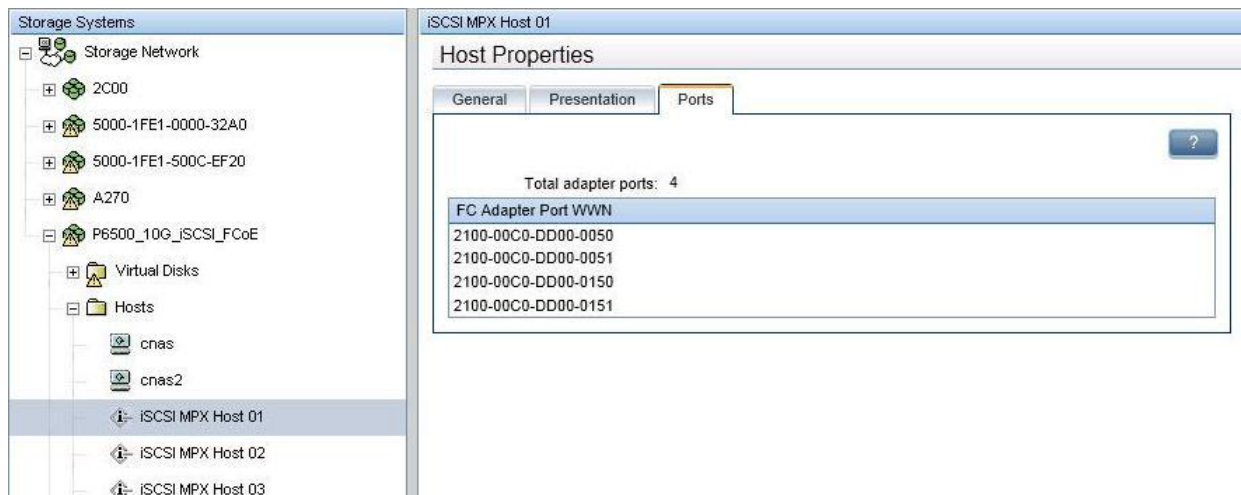 Storage Systems
Storage Network
2C00
5000-1FE1-0000-32A0
5000-1FE1-500C-EF20
A270
P6500_10G_iSCSI_FCoE
Virtual Disks
Hosts
cnas
cnas2
iSCSI MPX Host 01
iSCSI MPX Host 02
iSCSI MPX Host 03
iSCSI MPX Host 01
Host Properties
General Presentation Ports
?
Total adapter ports: 4
FC Adapter Port WWN
2100-00C0-DD00-0050
2100-00C0-DD00-0051
2100-00C0-DD00-0150
2100-00C0-DD00-0151